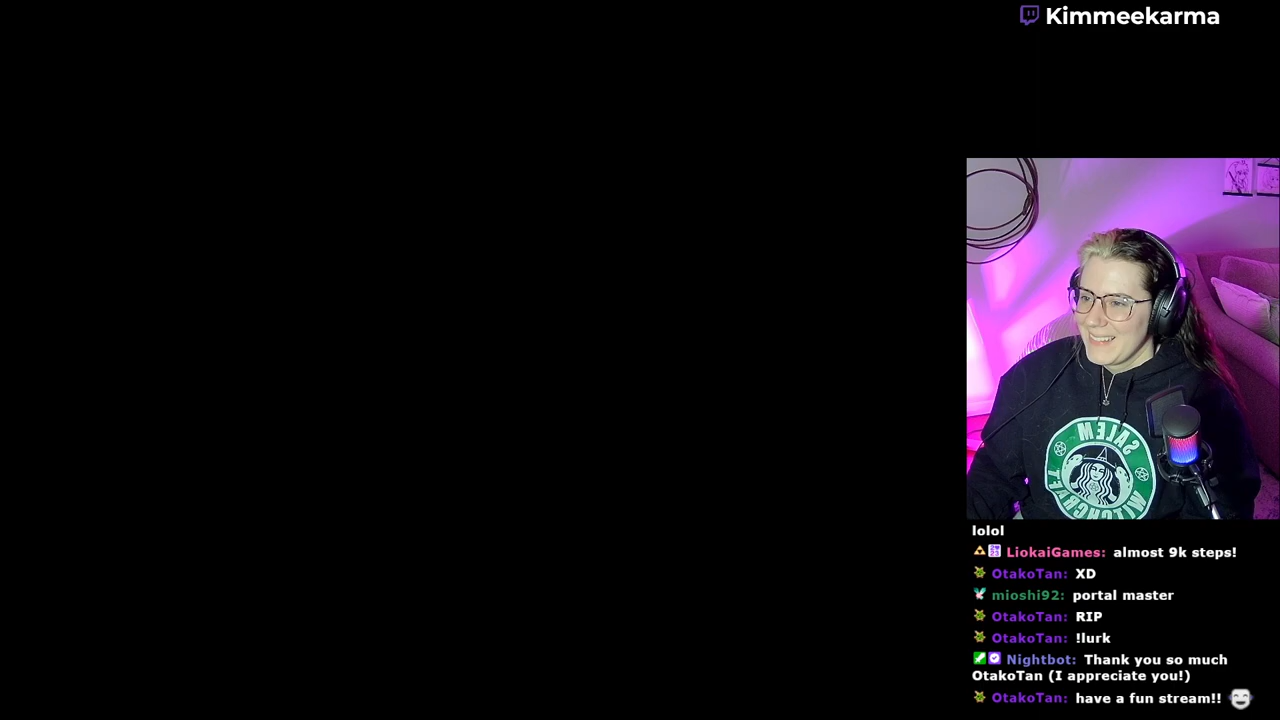 Kimmeekarma
SALEM
WITCHCRAFT
lolol
LiokaiGames: almost 9k steps!
OtakoTan: XD
mioshi92: portal master
OtakoTan: RIP
OtakoTan: !lurk
Nightbot: Thank you so much
OtakoTan (I appreciate you!)
OtakoTan: have a fun stream!!